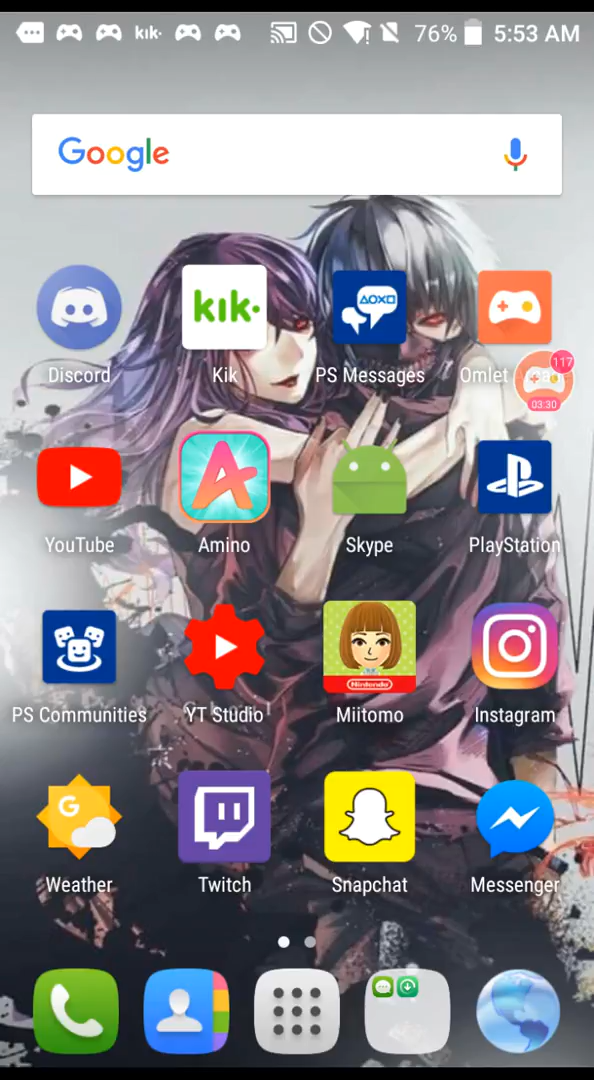 kik·
76% 5:53 AM
Google
kik·
Discord Kik PS Messages Omlet
117
03:30
YouTube Amino Skype PlayStation
Nintendo
PS Communities YT Studio Miitomo Instagram
G
Weather Twitch Snapchat Messenger